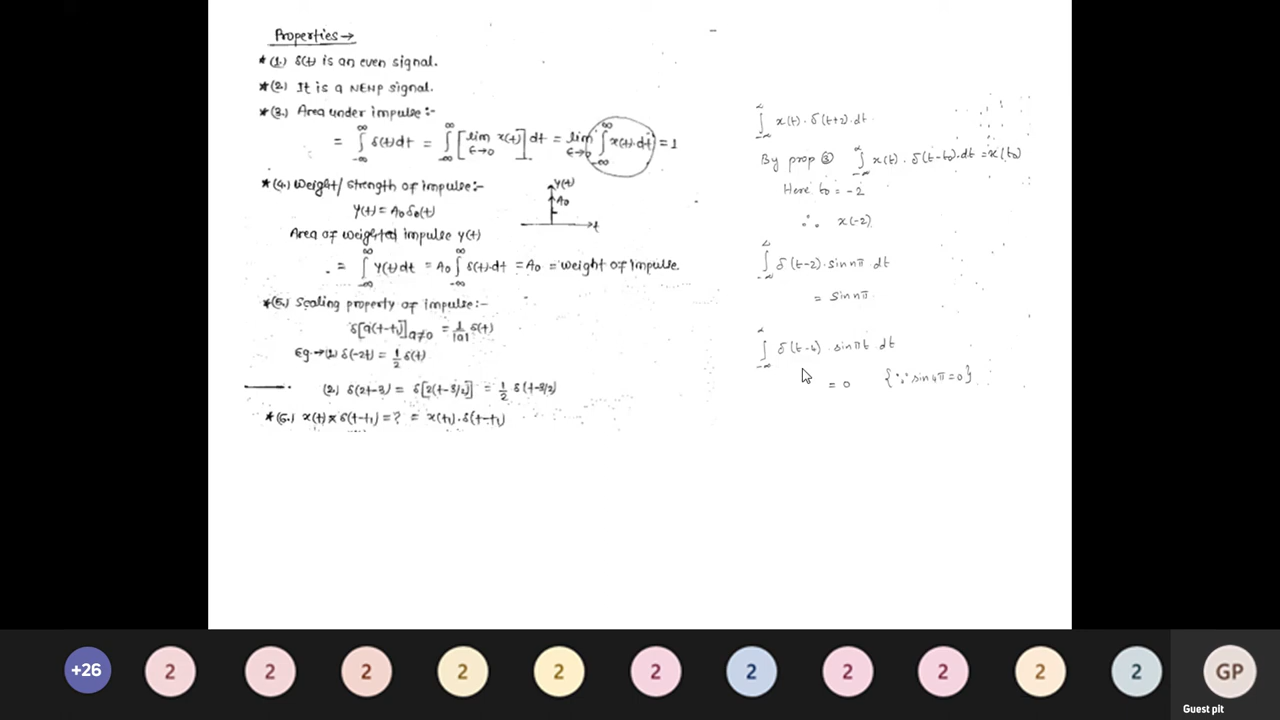 Properties→
*(1.) δ(t) is an even signal.
*(2.) It is a NENP signal.
*(3.) Area under impulse:-
= ∫_{-∞}^{∞} δ(t)dt = ∫_{-∞}^{∞} [lim_{ϵ→0} x(t)] dt = lim_{ϵ→0} ∫_{-∞}^{∞} x(t)·dt = 1
*(4.) Weight/strength of impulse:-
Y(t) = A₀δ₀(t)
Y(t)
A₀
t
Area of weighted impulse Y(t)
= ∫_{-∞}^{∞} Y(t)dt = A₀∫_{-∞}^{∞} δ(t)·dt = A₀ = weight of impulse.
*(5.) Scaling property of impulse:-
δ[a(t-t₁)]_{a≠0} = 1/|a| δ(t)
Eg.→(1.) δ(-2t) = 1/2 δ(t)
(2.) δ(2t-3) = δ[2(t-3/2)] = 1/2 δ(t-3/2)
*(6.) x(t) × δ(t-t₁) = ? = x(t₁)·δ(t-t₁)
∫_{-∞}^{∞} x(t)·δ(t+2)·dt
By prop ③ ∫_{-∞}^{∞} x(t)·δ(t-t₀)·dt = x(t₀)
Here t₀ = -2
∴ x(-2)
∫_{-∞}^{∞} δ(t-2)·sin nπ dt
= sin nπ
∫_{-∞}^{∞} δ(t-4)·sin πt dt
= 0 {∵ sin 4π = 0}
+26
2
2
2
2
2
2
2
2
2
2
2
GP
Guest pit